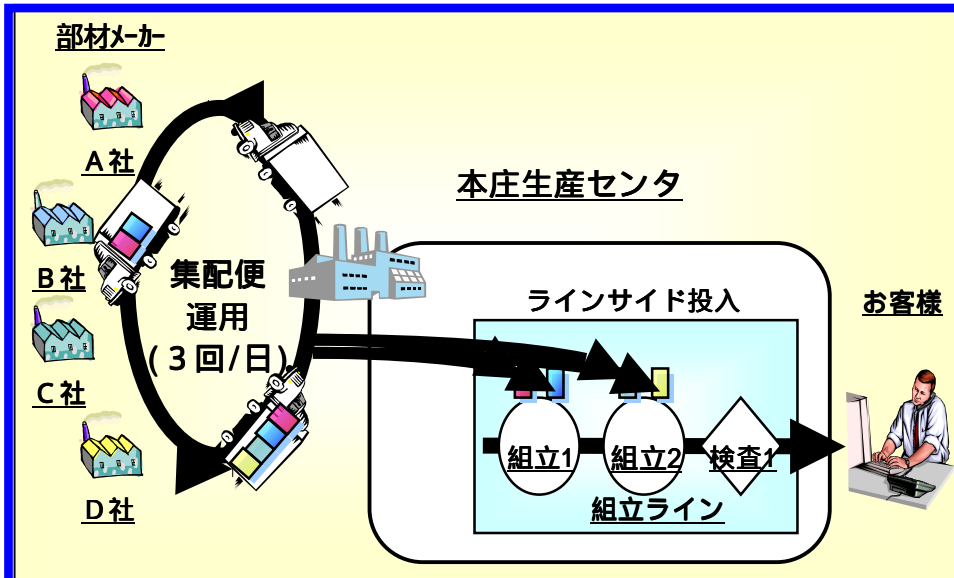 部材メーカー
A社
B社
C社
D社
集配便
運用
(3回/日)
本庄生産センタ
ラインサイド投入
組立1
組立2
検査1
組立ライン
お客様